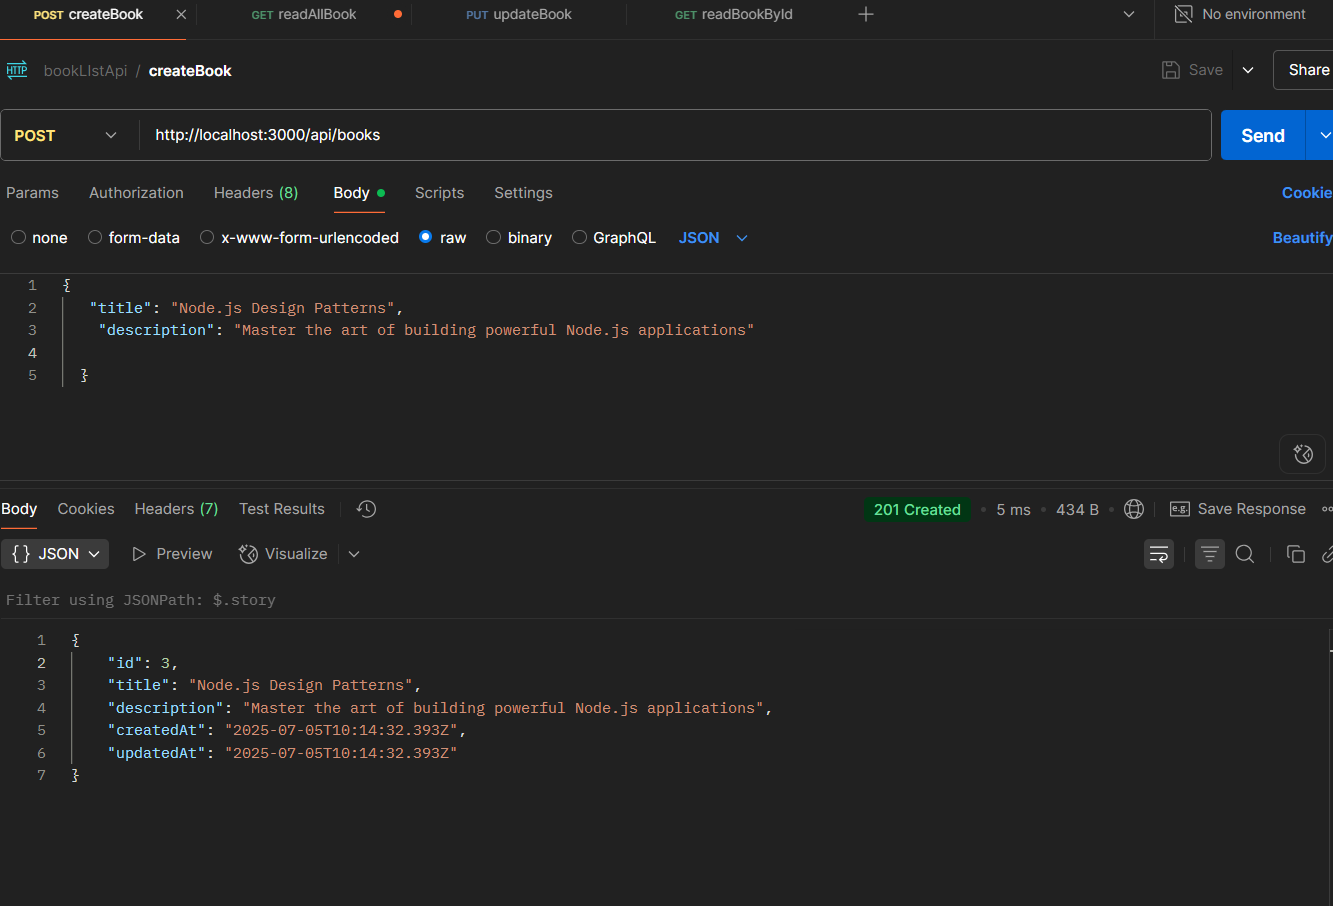 POST createBook GET readAllBook PUT updateBook GET readBookById No environment
HTTP bookLIstApi / createBook Save Share
POST http://localhost:3000/api/books Send
Params Authorization Headers (8) Body Scripts Settings Cookie
none form-data x-www-form-urlencoded raw binary GraphQL JSON Beautify
1 {
2 "title": "Node.js Design Patterns",
3 "description": "Master the art of building powerful Node.js applications"
4
5 }
Body Cookies Headers (7) Test Results 201 Created 5 ms 434 B e.g. Save Response
{} JSON Preview Visualize
Filter using JSONPath: $.story
1 {
2 "id": 3,
3 "title": "Node.js Design Patterns",
4 "description": "Master the art of building powerful Node.js applications",
5 "createdAt": "2025-07-05T10:14:32.393Z",
6 "updatedAt": "2025-07-05T10:14:32.393Z"
7 }